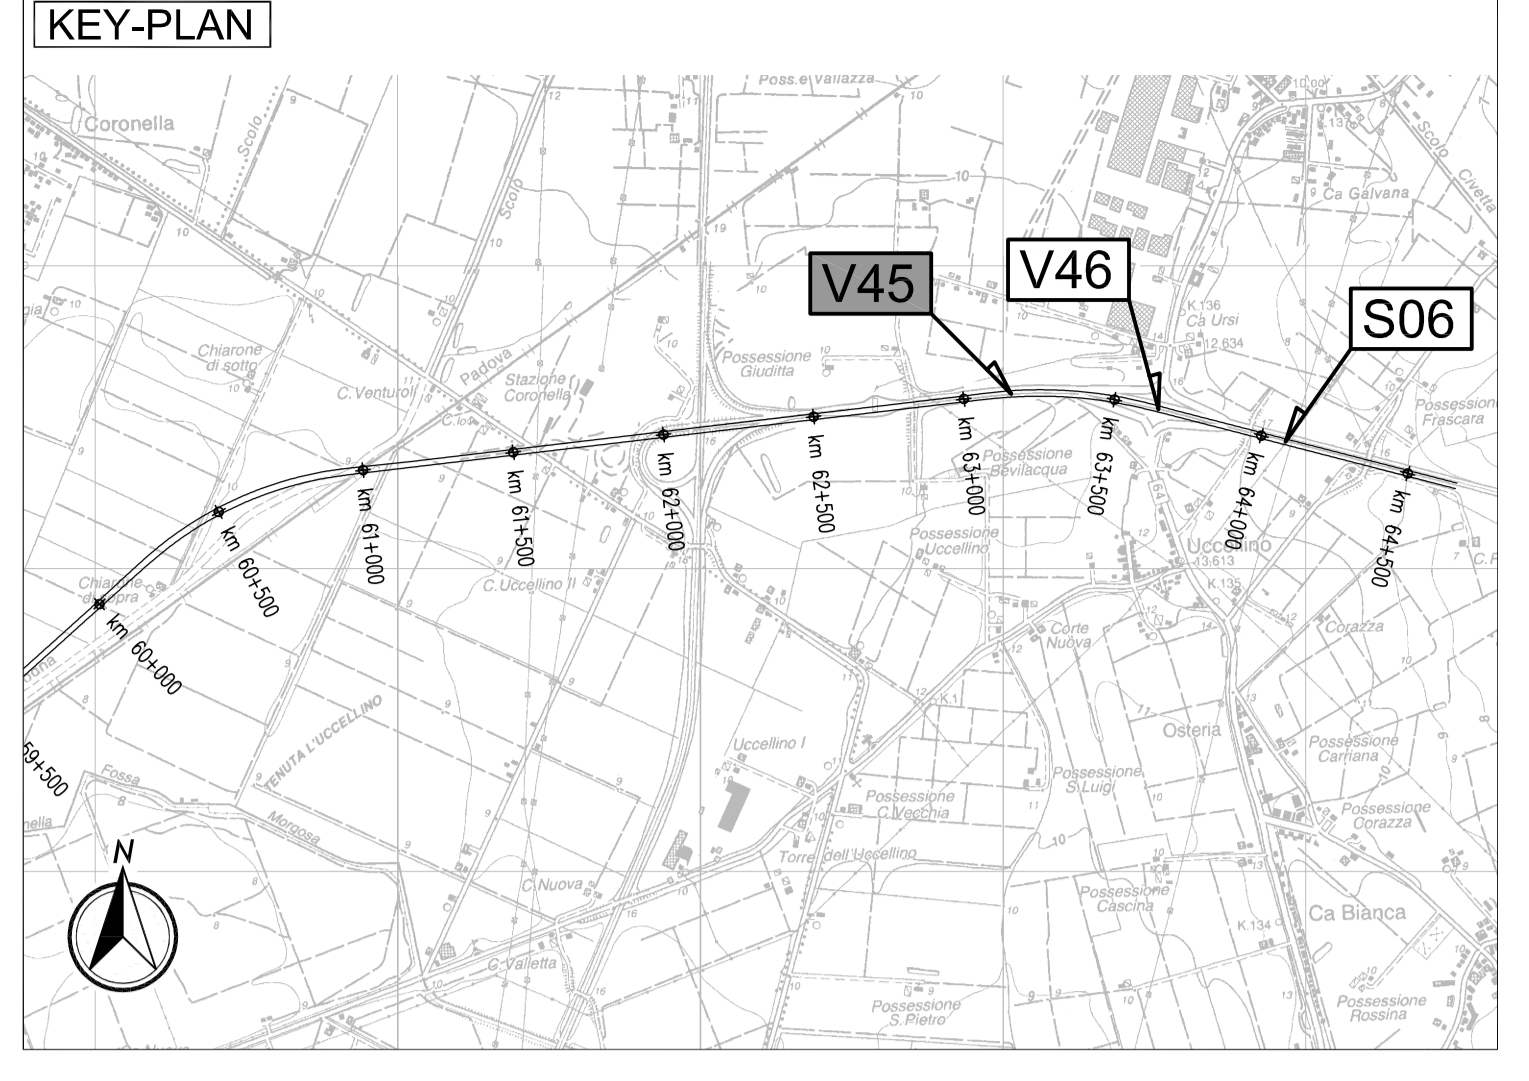 KEY-PLAN
Poss.e Vallazza
Coronella
Scolo
Scolo
Scolo
Civetta
Ca Galvana
V45
V46
S06
K.136
Ca Ursi
12,634
Chiarone
di sotto
C.Venturoli
Padova
Stazione
Coronella
Possessione
Giuditta
Possessione
Frascara
km 60+000
km 60+500
km 61+000
km 61+500
km 62+000
km 62+500
km 63+000
km 63+500
km 64+000
km 64+500
59+500
Possessione
Bevilacqua
Possessione
Uccellino
Uccellino
13,613
K.135
C.Uccellino II
Chiarone
di sopra
Corte
Nuova
Corazza
K.1
TENUTA L'UCCELLINO
Uccellino I
Osteria
Possessione
Carriana
Possessione
S.Luigi
Possessione
C.Vecchia
Possessione
Corazza
Fossa
Morgosa
Torre dell'Uccellino
N
C.Nuova
Possessione
Cascina
Ca Bianca
K.134
C.Valletta
Possessione
S.Pietro
Possessione
Rossina